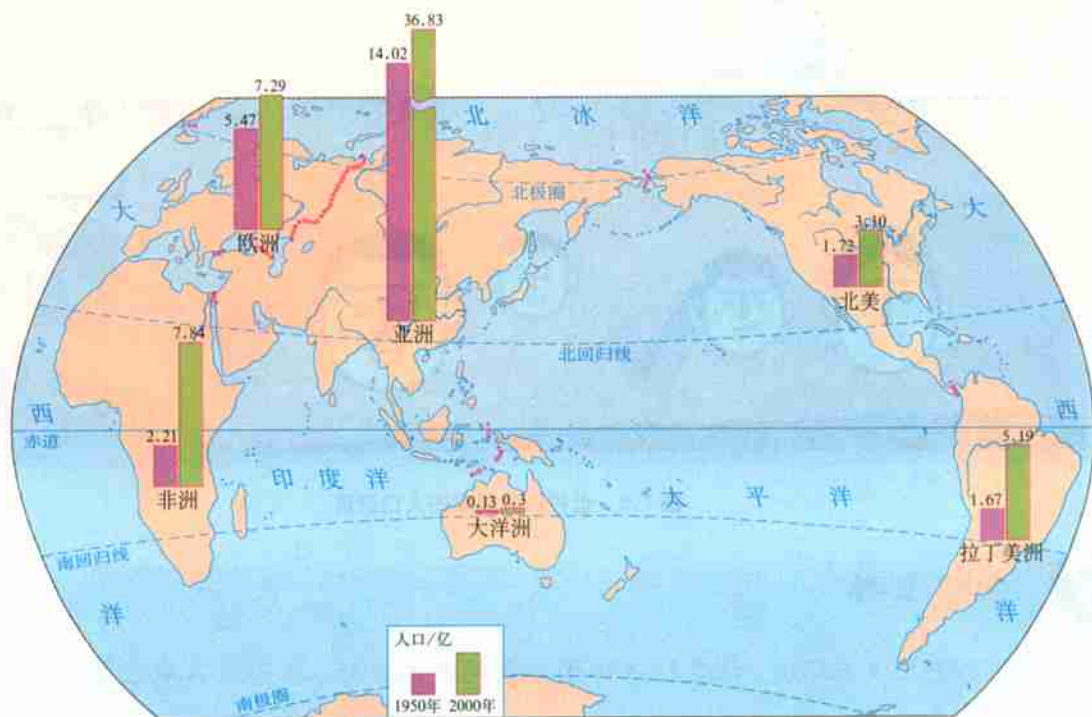 36.83
14.02
7.29
5.47
北冰洋
北极圈
大
大
欧洲
3.10
1.72
北美
亚洲
7.84
北回归线
西
西
赤道
2.21
5.19
印度洋
太平洋
非洲
0.13
0.3
大洋洲
1.67
拉丁美洲
南回归线
洋
洋
人口/亿
1950年
2000年
南极圈